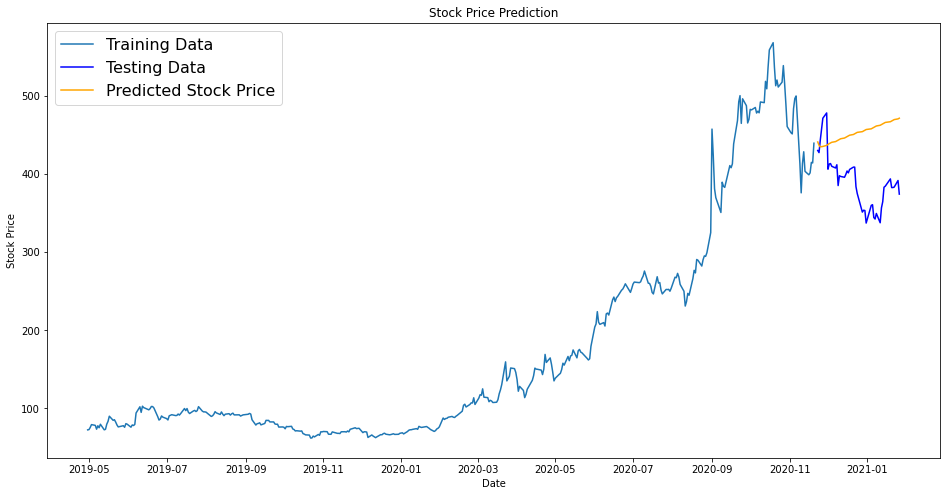 Stock Price Prediction
Training Data
Testing Data
Predicted Stock Price
Stock Price
500
400
300
200
100
2019-05 2019-07 2019-09 2019-11 2020-01 2020-03 2020-05 2020-07 2020-09 2020-11 2021-01
Date